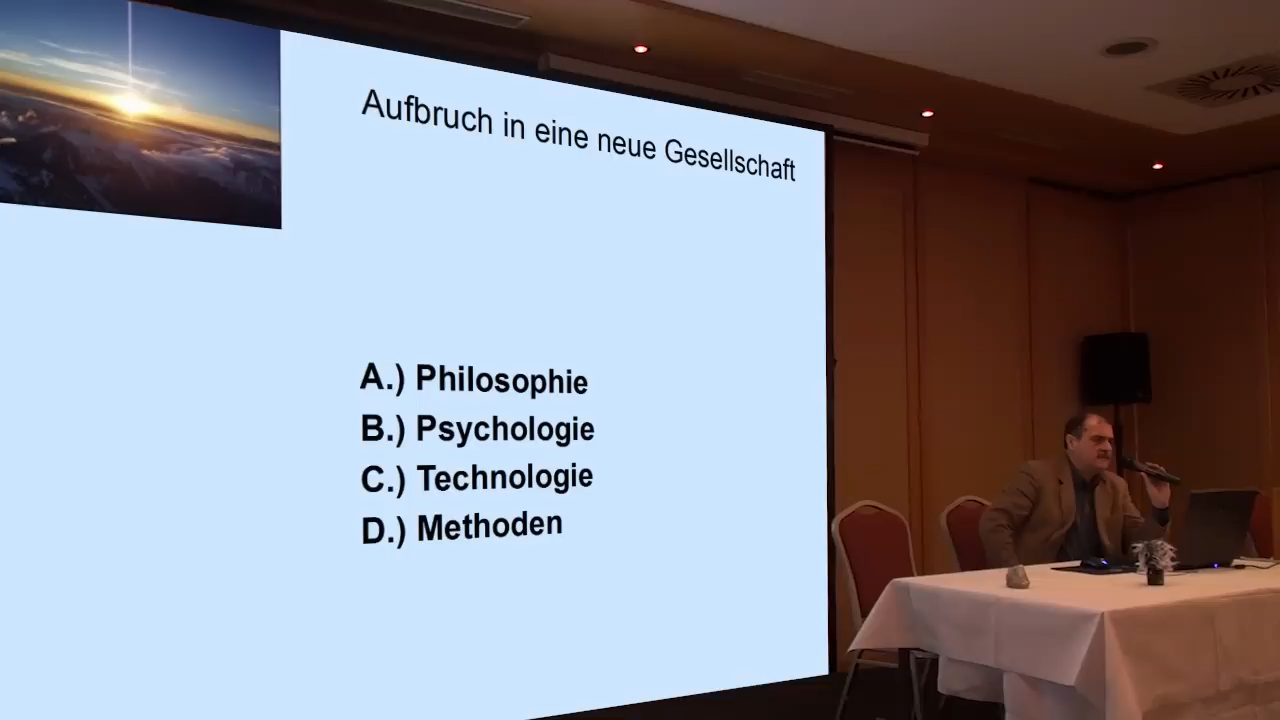 Aufbruch in eine neue Gesellschaft
A.) Philosophie
B.) Psychologie
C.) Technologie
D.) Methoden